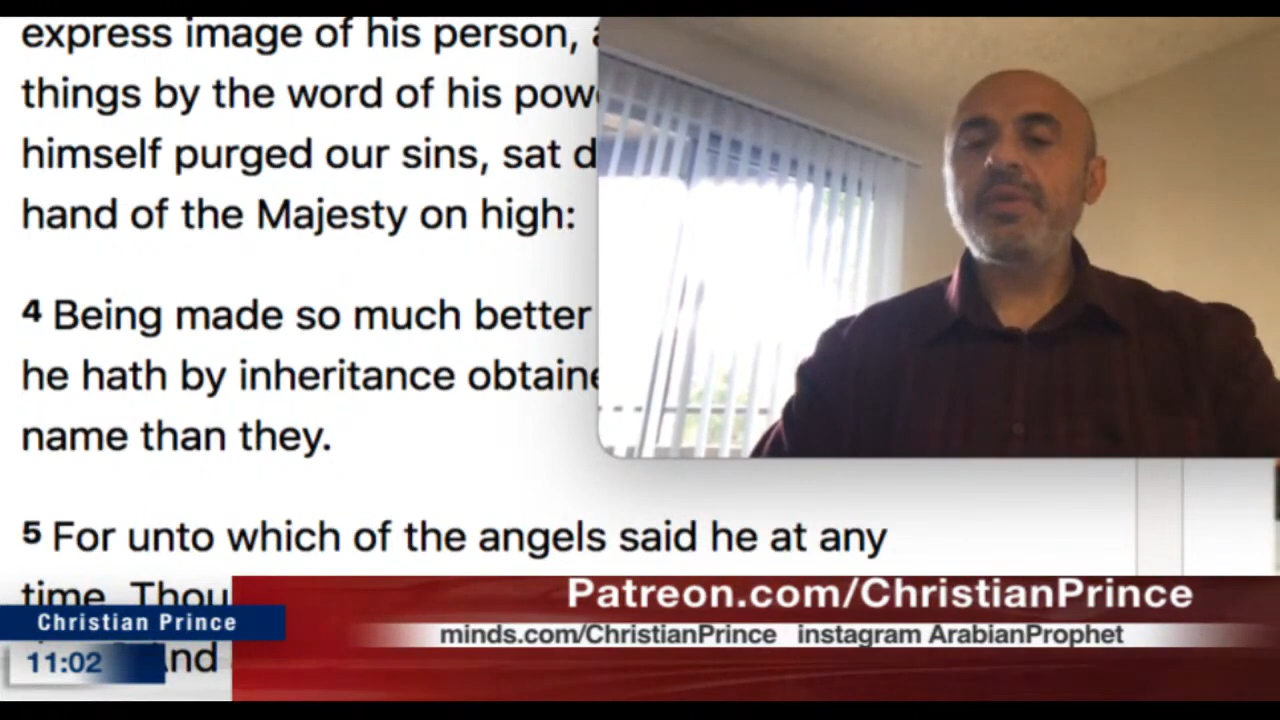 express image of his person,
things by the word of his
himself purged our sins, sat
hand of the Majesty on high:
4 Being made so much better
he hath by inheritance
name than they.
5 For unto which of the angels said he at any
time,
Patreon.com/ChristianPrince
Christian Prince
minds.com/ChristianPrince instagram ArabianProphet
11:02